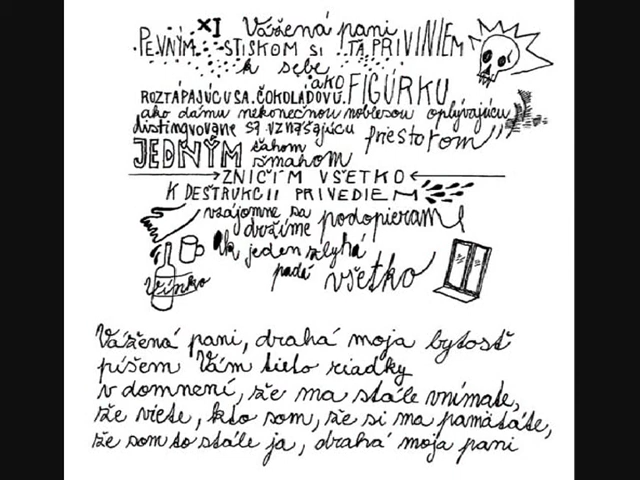 XI Vážená pani
PEVNÝM STISKOM SI ŤA PRIVINIEM
k sebe
ako FIGÚRKU
ROZTÁPAJÚCU SA ČOKOLÁDOVÚ
ako dámu nekonečnou noblesou oplývajúcu
distingvovane sa vznášajúcu priestorom
JEDNÝM ťahom
šmahom
ZNIČÍM VŠETKO
K DEŠTRUKCII PRIVEDIEM
vzájomne sa
držíme podopierame
Ak jeden zlyhá
padá všetko
Vínko
Vážená pani, drahá moja bytosť
píšem Vám tieto riadky
v domnení, že ma stále vnímate,
že viete, kto som, že si ma pamätáte,
že som to stále ja, drahá moja pani